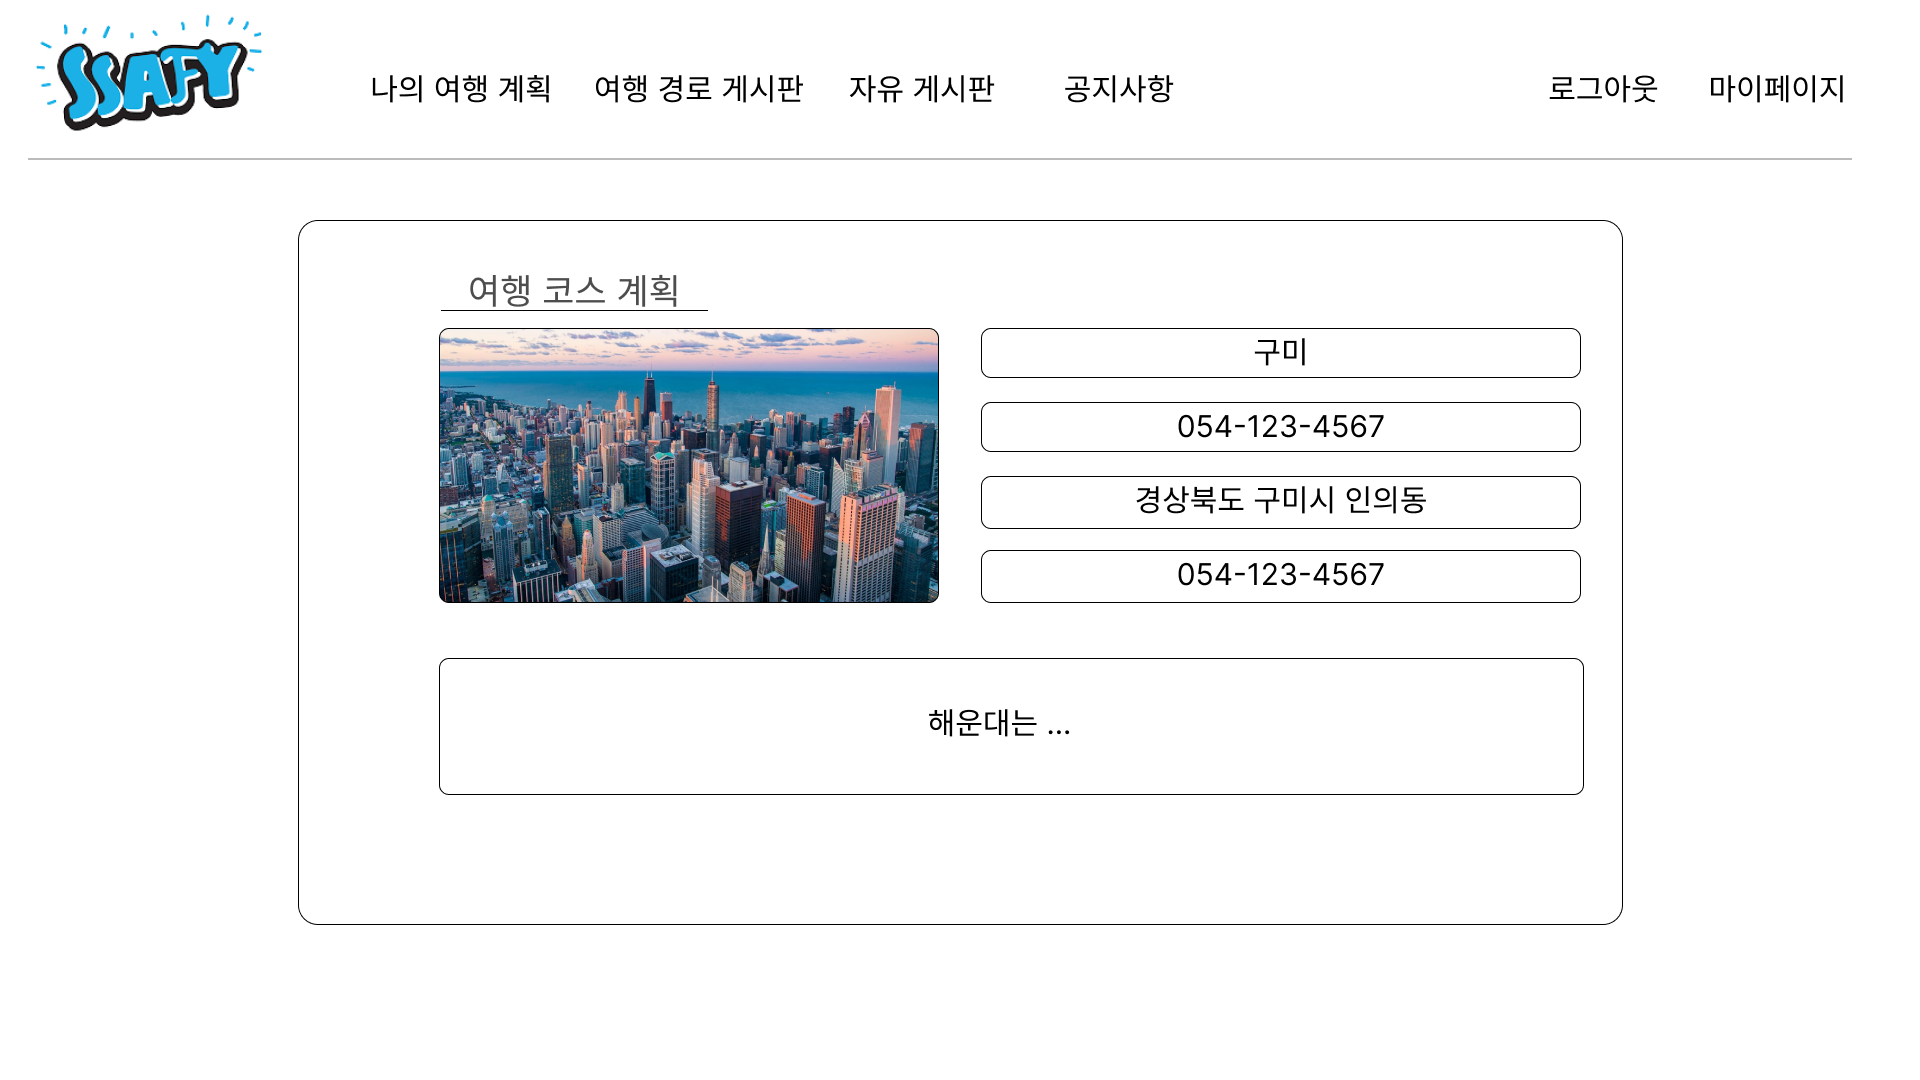 SSAFY
나의 여행 계획 여행 경로 게시판 자유 게시판 공지사항 로그아웃 마이페이지
여행 코스 계획
구미
054-123-4567
경상북도 구미시 인의동
054-123-4567
해운대는 ...